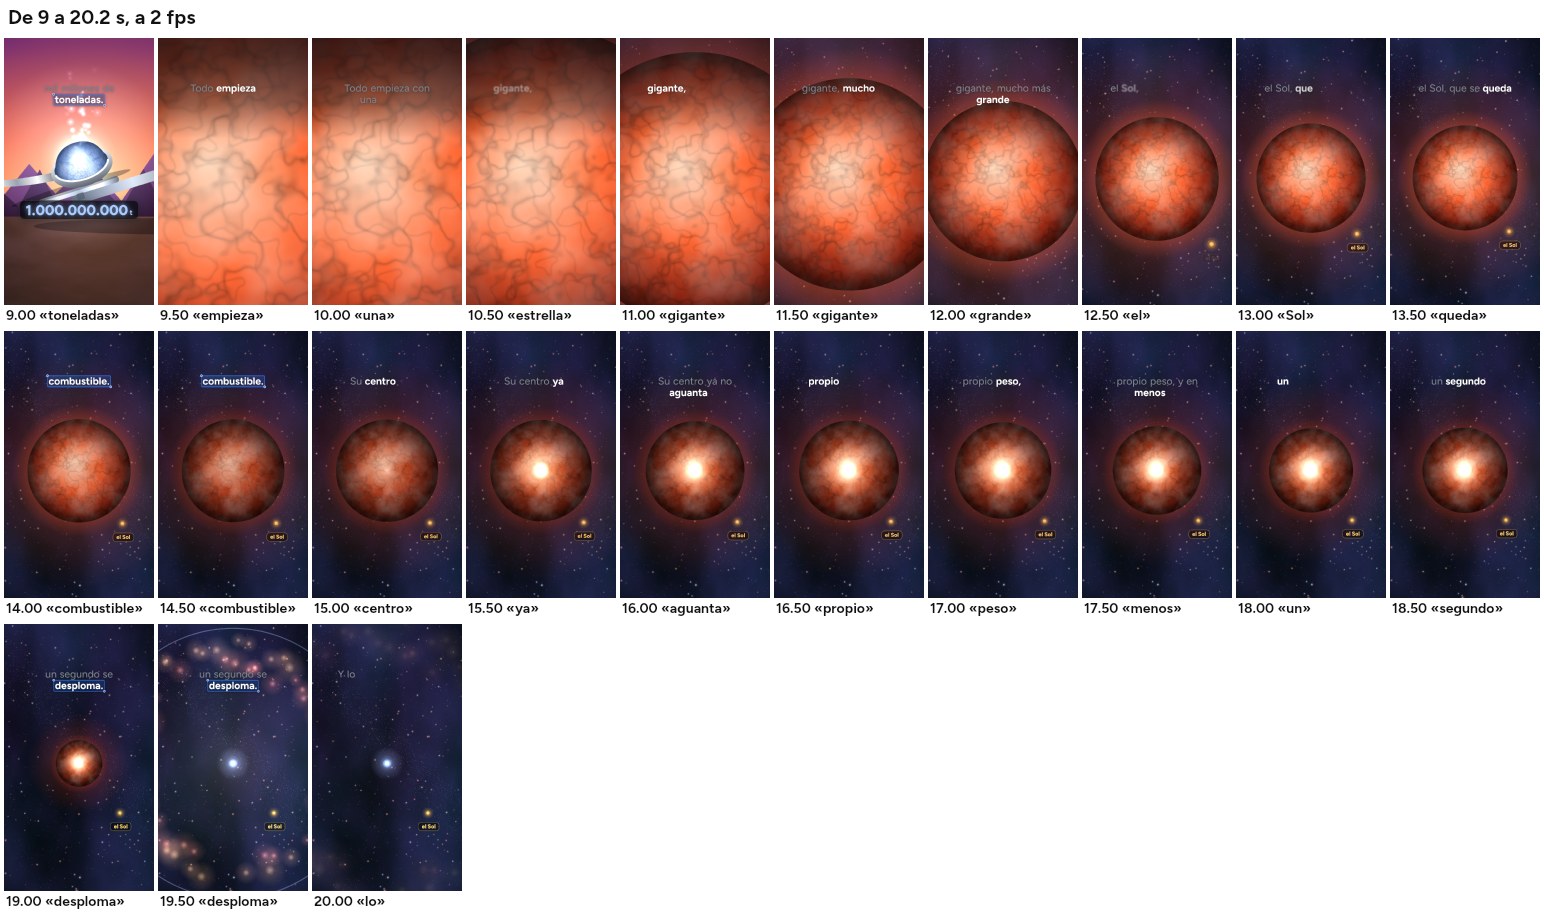 De 9 a 20.2 s, a 2 fps
toneladas.
1.000.000.000 t
Todo empieza
Todo empieza con
una
gigante,
gigante,
gigante, mucho
gigante, mucho más
grande
el Sol,
el Sol, que
el Sol
el Sol, que se queda
el Sol
9.00 «toneladas»
9.50 «empieza»
10.00 «una»
10.50 «estrella»
11.00 «gigante»
11.50 «gigante»
12.00 «grande»
12.50 «el»
13.00 «Sol»
13.50 «queda»
combustible.
el Sol
combustible.
el Sol
Su centro
el Sol
Su centro ya
el Sol
Su centro ya no
aguanta
el Sol
propio
el Sol
propio peso,
el Sol
propio peso, y en
menos
el Sol
un
el Sol
un segundo
el Sol
14.00 «combustible»
14.50 «combustible»
15.00 «centro»
15.50 «ya»
16.00 «aguanta»
16.50 «propio»
17.00 «peso»
17.50 «menos»
18.00 «un»
18.50 «segundo»
un segundo se
desploma.
el Sol
un segundo se
desploma.
el Sol
Y lo
el Sol
19.00 «desploma»
19.50 «desploma»
20.00 «lo»